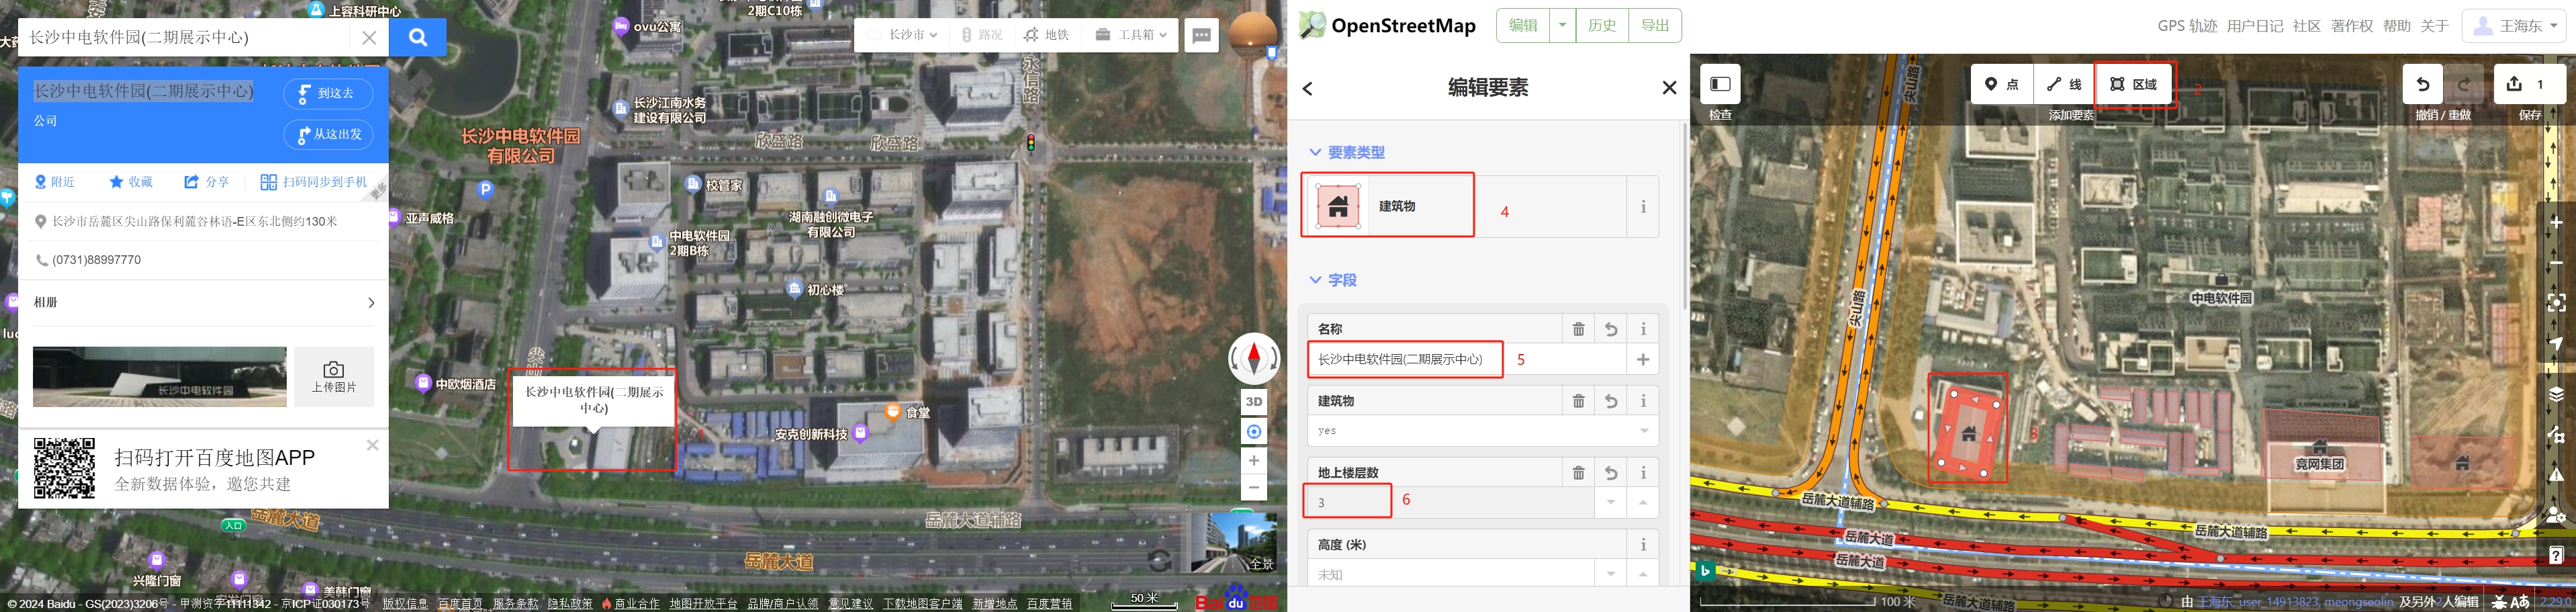 长沙中电软件园(二期展示中心)
长沙中电软件园(二期展示中心)
公司
到这去
从这出发
附近
收藏
分享
扫码同步到手机
长沙市岳麓区尖山路保利麓谷林语-E区东北侧约130米
(0731)88997770
相册
长沙中电软件园
上传图片
扫码打开百度地图APP
全新数据体验，邀您共建
上容科研中心
ovu公寓
2期C10栋
长沙市
路况
地铁
工具箱
永信路
长沙江南水务
建设有限公司
长沙中电软件园
有限公司
欣盛路
欣盛路
校管家
亚声威格
湖南融创微电子
有限公司
中电软件园
2期B栋
初心楼
中欧烟酒店
长沙中电软件园(二期展示
中心)
1
食堂
安克创新科技
3D
入口
岳麓大道
岳麓大道辅路
岳麓大道
兴隆门窗
美韩门窗
全景
50 米
© 2024 Baidu - GS(2023)3206号 - 甲测资字11111342 - 京ICP证030173号
版权信息 百度首页 服务条款 隐私政策 商业合作 地图开放平台 品牌/商户认领 意见建议 下载地图客户端 新增地点 百度营销
OpenStreetMap
编辑
历史
导出
GPS 轨迹 用户日记 社区 著作权 帮助 关于
王海东
编辑要素
要素类型
建筑物
4
字段
名称
长沙中电软件园(二期展示中心)
5
建筑物
yes
地上楼层数
3
6
高度 (米)
未知
检查
点
线
区域
2
添加要素
撤销 / 重做
1
保存
尖山路
尖山路
中电软件园
3
竞网集团
岳麓大道辅路
岳麓大道辅路
岳麓大道
岳麓大道
岳麓大道辅路
100 米
由 王海东, user_14913823, meongseolin, 及另外2人编辑
2.29.0